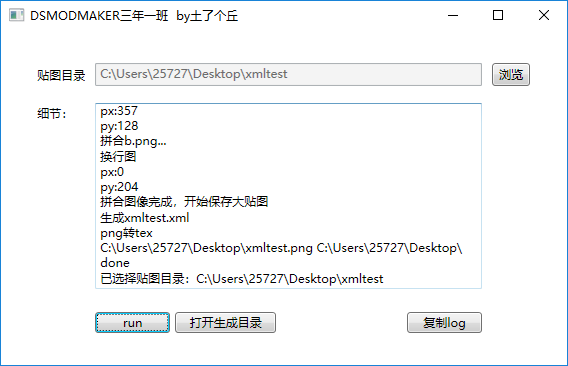 DSMODMAKER三年一班 by土了个丘
贴图目录 C:\Users\25727\Desktop\xmltest 浏览
细节：
px:357
py:128
拼合b.png...
换行图
px:0
py:204
拼合图像完成，开始保存大贴图
生成xmltest.xml
png转tex
C:\Users\25727\Desktop\xmltest.png C:\Users\25727\Desktop\
done
已选择贴图目录：C:\Users\25727\Desktop\xmltest
run 打开生成目录 复制log